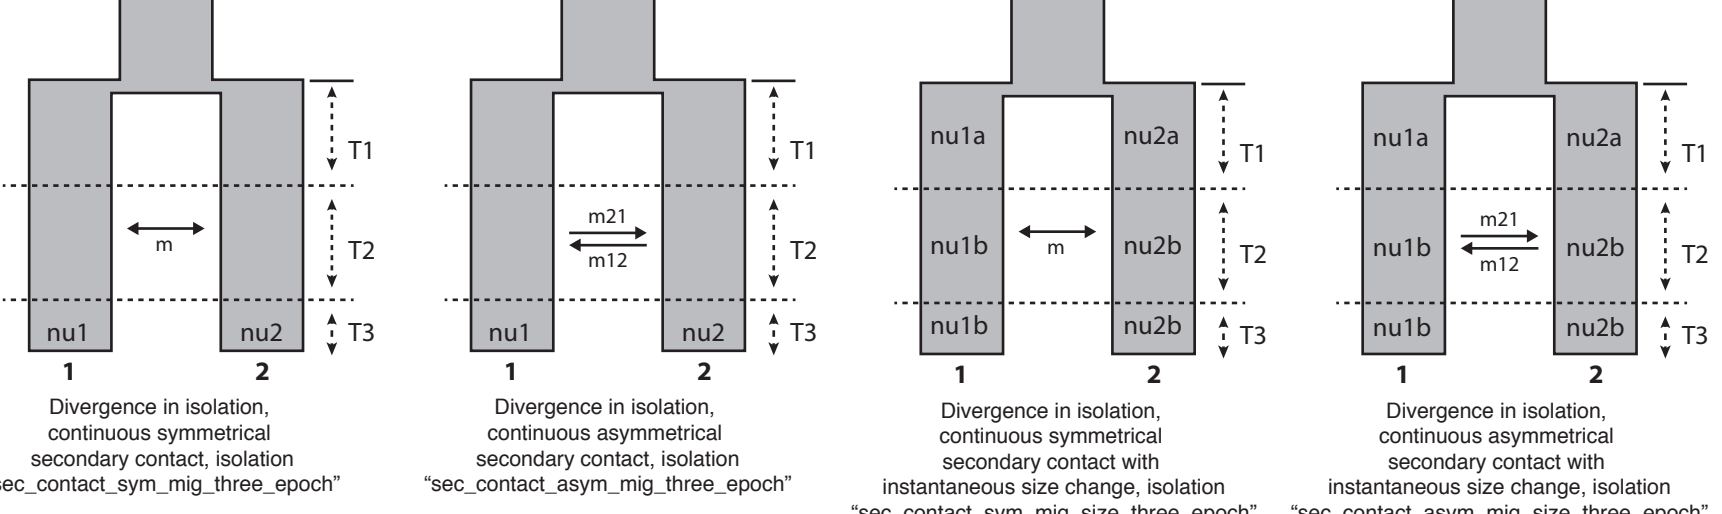 T1
m
T2
nu1
nu2
T3
1
2
Divergence in isolation,
continuous symmetrical
secondary contact, isolation
sec_contact_sym_mig_three_epoch”
T1
m21
m12
T2
nu1
nu2
T3
1
2
Divergence in isolation,
continuous asymmetrical
secondary contact, isolation
“sec_contact_asym_mig_three_epoch”
nu1a
nu2a
T1
nu1b
m
nu2b
T2
nu1b
nu2b
T3
1
2
Divergence in isolation,
continuous symmetrical
secondary contact with
instantaneous size change, isolation
“sec_contact_sym_mig_size_three_epoch”
nu1a
nu2a
T1
nu1b
m21
m12
nu2b
T2
nu1b
nu2b
T3
1
2
Divergence in isolation,
continuous asymmetrical
secondary contact with
instantaneous size change, isolation
“sec_contact_asym_mig_size_three_epoch”